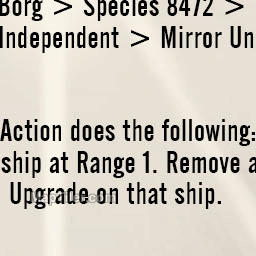 Borg > Species 8472 >
Independent > Mirror Un
Action does the following:
ship at Range 1. Remove a
Upgrade on that ship.